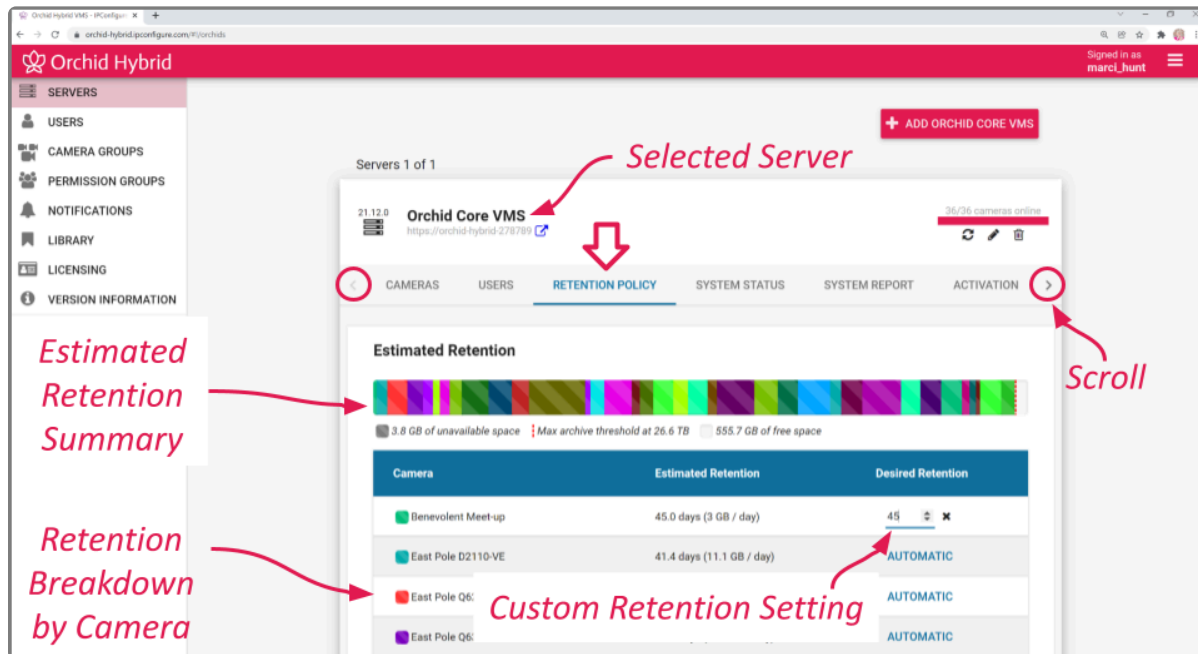 Orchid Hybrid VMS - IPConfigur
orchid-hybrid.ipconfigure.com/#!/orchids
Orchid Hybrid
Signed in as
marci_hunt
SERVERS
USERS
CAMERA GROUPS
PERMISSION GROUPS
NOTIFICATIONS
LIBRARY
LICENSING
VERSION INFORMATION
+ ADD ORCHID CORE VMS
Servers 1 of 1
Selected Server
21.12.0
Orchid Core VMS
https://orchid-hybrid-278789
36/36 cameras online
CAMERAS USERS RETENTION POLICY SYSTEM STATUS SYSTEM REPORT ACTIVATION
Scroll
Estimated
Retention
Summary
Estimated Retention
3.8 GB of unavailable space Max archive threshold at 26.6 TB 555.7 GB of free space
Camera Estimated Retention Desired Retention
Benevolent Meet-up 45.0 days (3 GB / day) 45
East Pole D2110-VE 41.4 days (11.1 GB / day) AUTOMATIC
East Pole AUTOMATIC
East Pole AUTOMATIC
Retention
Breakdown
by Camera
Custom Retention Setting